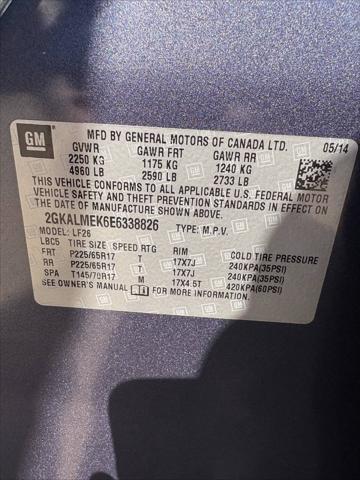 GM MFD BY GENERAL MOTORS OF CANADA LTD. 05/14
GVWR GAWR FRT GAWR RR
2250 KG 1175 KG 1240 KG
4960 LB 2590 LB 2733 LB
THIS VEHICLE CONFORMS TO ALL APPLICABLE U.S. FEDERAL MOTOR
VEHICLE SAFETY, BUMPER, AND THEFT PREVENTION STANDARDS IN EFFECT ON
THE DATE OF MANUFACTURE SHOWN ABOVE.
2GKALMEK6E6338826 TYPE: M.P.V.
MODEL: LF26
LBC5 TIRE SIZE SPEED RTG RIM COLD TIRE PRESSURE
FRT P225/65R17 T 17X7J 240KPA(35PSI)
RR P225/65R17 T 17X7J 240KPA(35PSI)
SPA T145/70R17 M 17X4.5T 420KPA(60PSI)
SEE OWNER'S MANUAL FOR MORE INFORMATION.